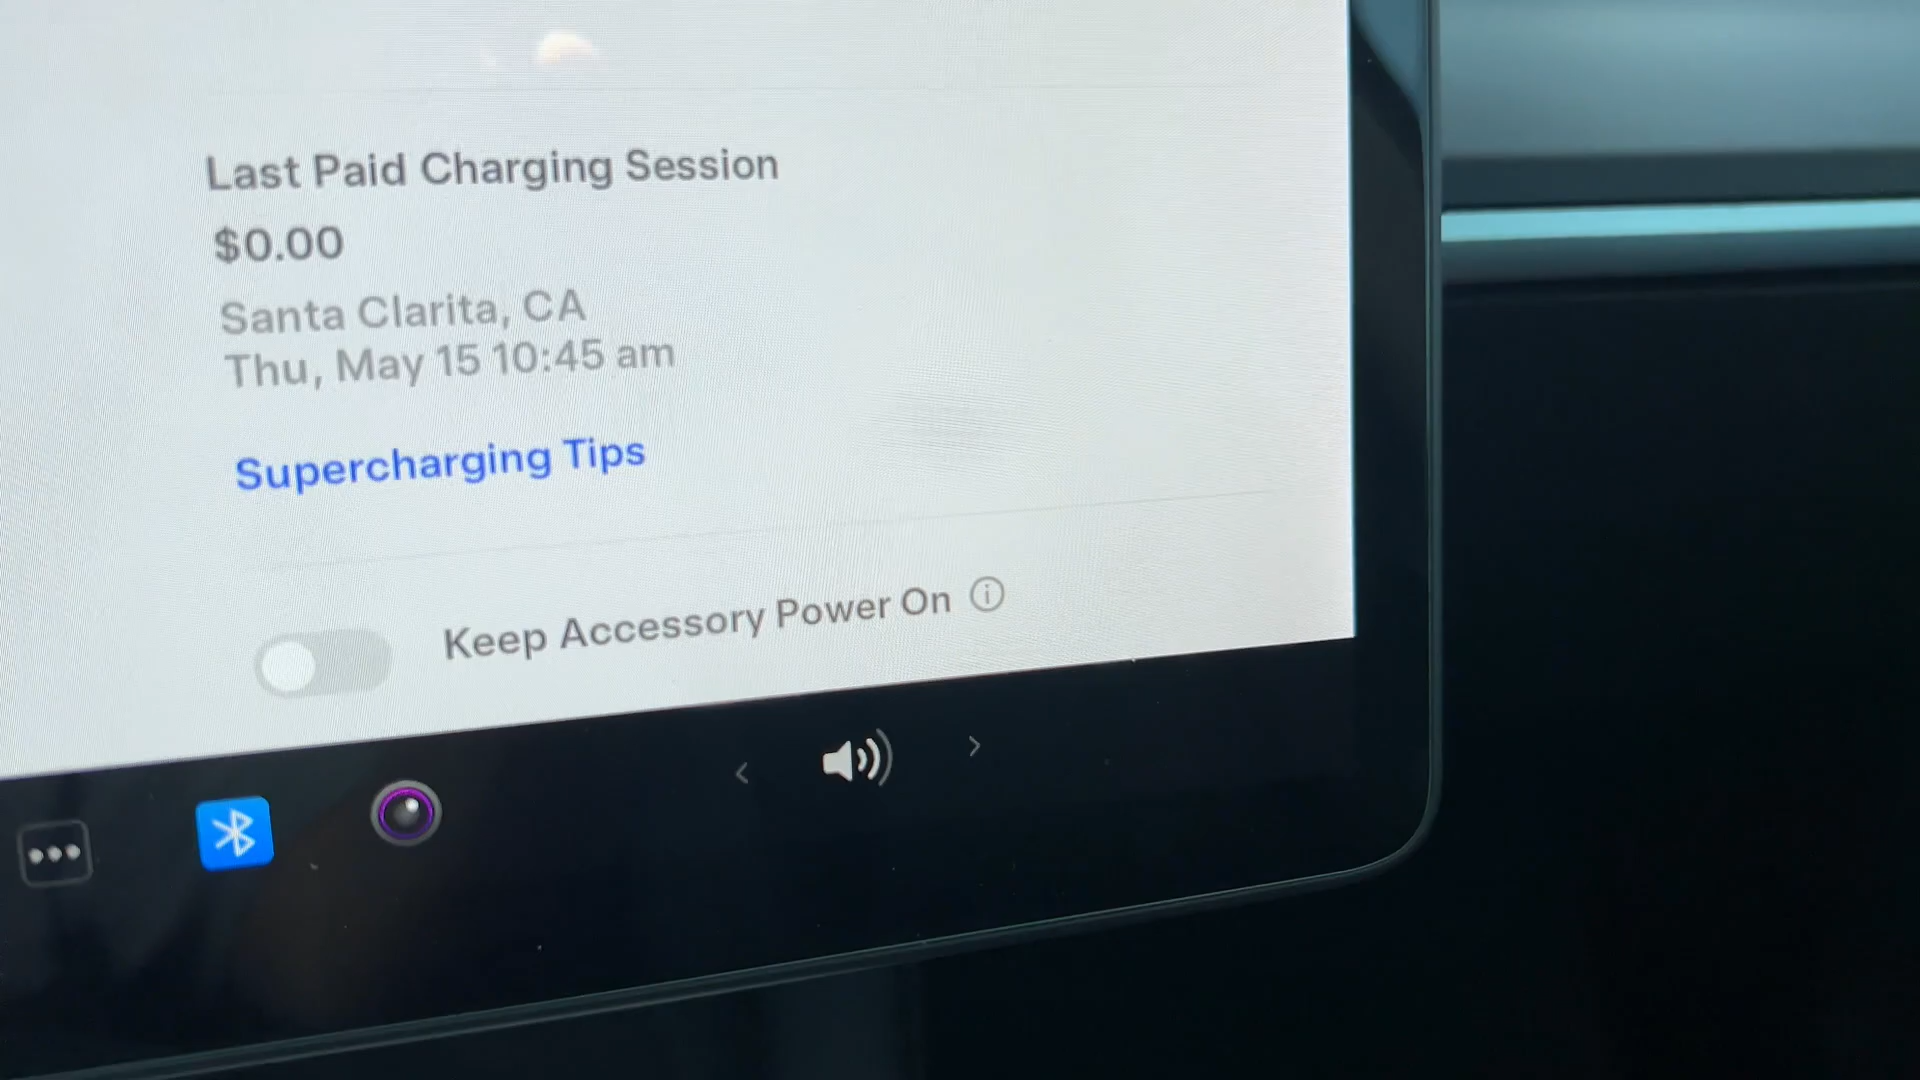 Last Paid Charging Session
$0.00
Santa Clarita, CA
Thu, May 15 10:45 am
Supercharging Tips
Keep Accessory Power On